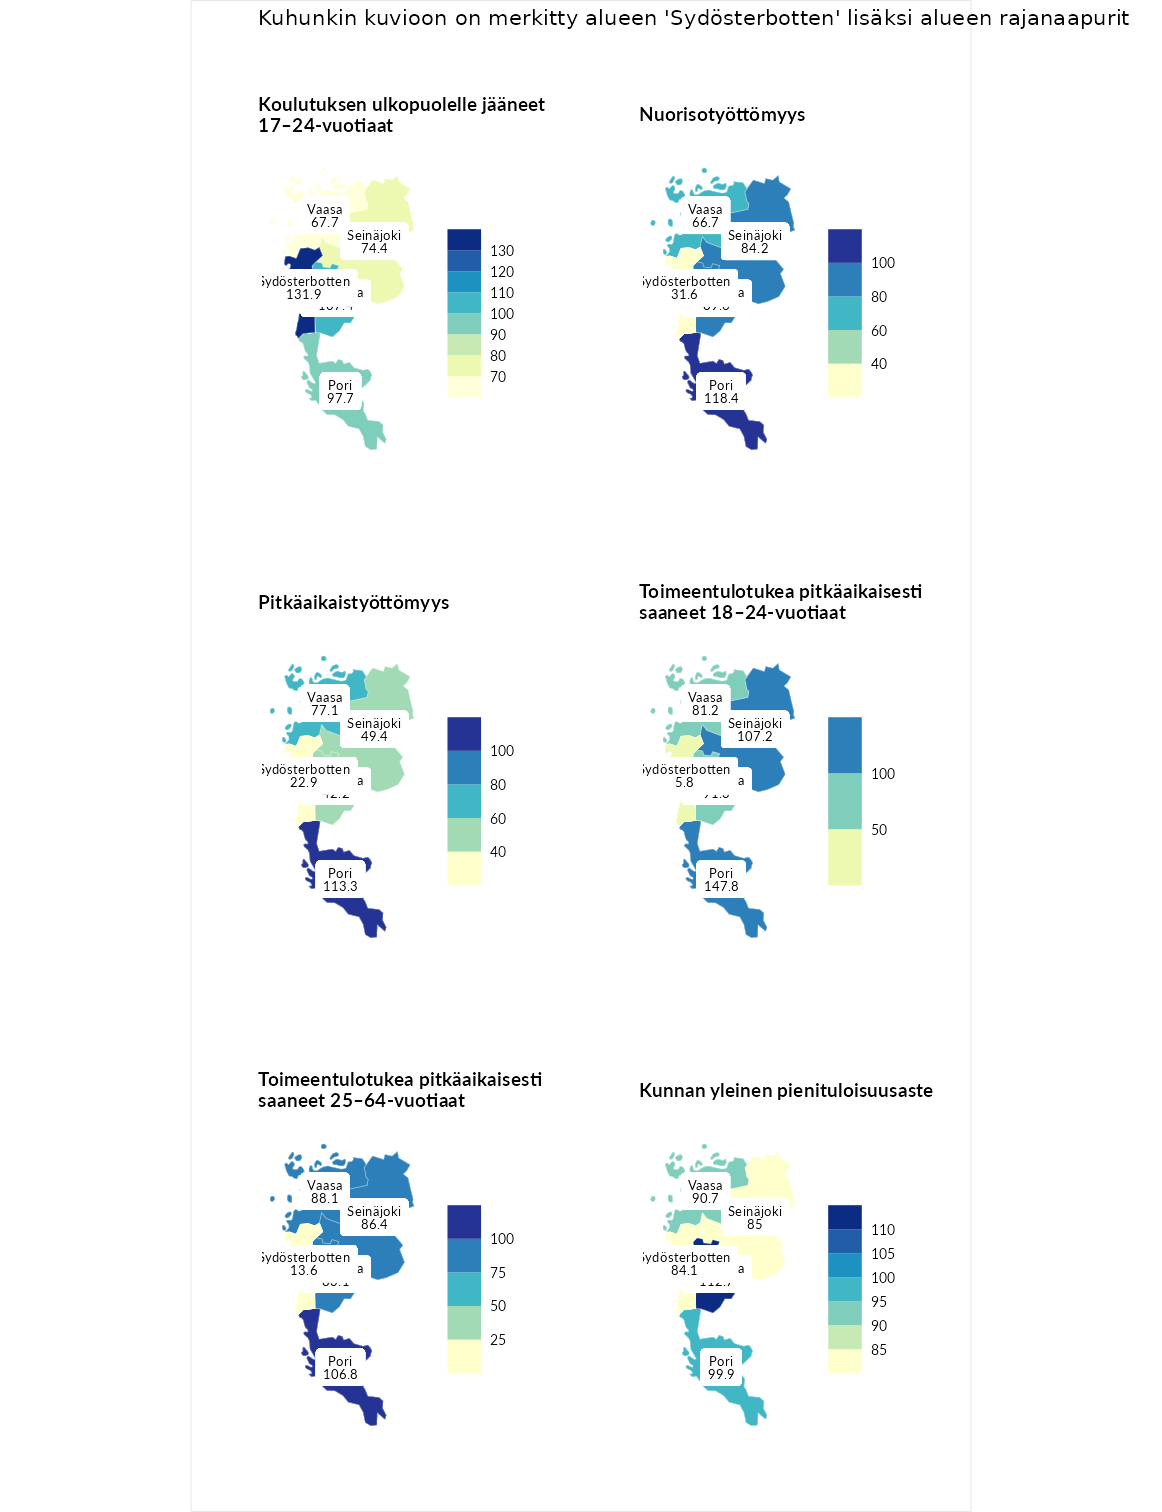 Kuhunkin kuvioon on merkitty alueen 'Sydösterbotten' lisäksi alueen rajanaapurit
Koulutuksen ulkopuolelle jääneet
17–24-vuotiaat
Vaasa
67.7
Seinäjoki
74.4
Sydösterbotten
131.9
a
Pori
97.7
130
120
110
100
90
80
70
Nuorisotyöttömyys
Vaasa
66.7
Seinäjoki
84.2
Sydösterbotten
31.6
a
Pori
118.4
100
80
60
40
Pitkäaikaistyöttömyys
Vaasa
77.1
Seinäjoki
49.4
Sydösterbotten
22.9
a
Pori
113.3
100
80
60
40
Toimeentulotukea pitkäaikaisesti
saaneet 18–24-vuotiaat
Vaasa
81.2
Seinäjoki
107.2
Sydösterbotten
5.8
a
Pori
147.8
100
50
Toimeentulotukea pitkäaikaisesti
saaneet 25–64-vuotiaat
Vaasa
88.1
Seinäjoki
86.4
Sydösterbotten
13.6
a
Pori
106.8
100
75
50
25
Kunnan yleinen pienituloisuusaste
Vaasa
90.7
Seinäjoki
85
Sydösterbotten
84.1
a
Pori
99.9
110
105
100
95
90
85